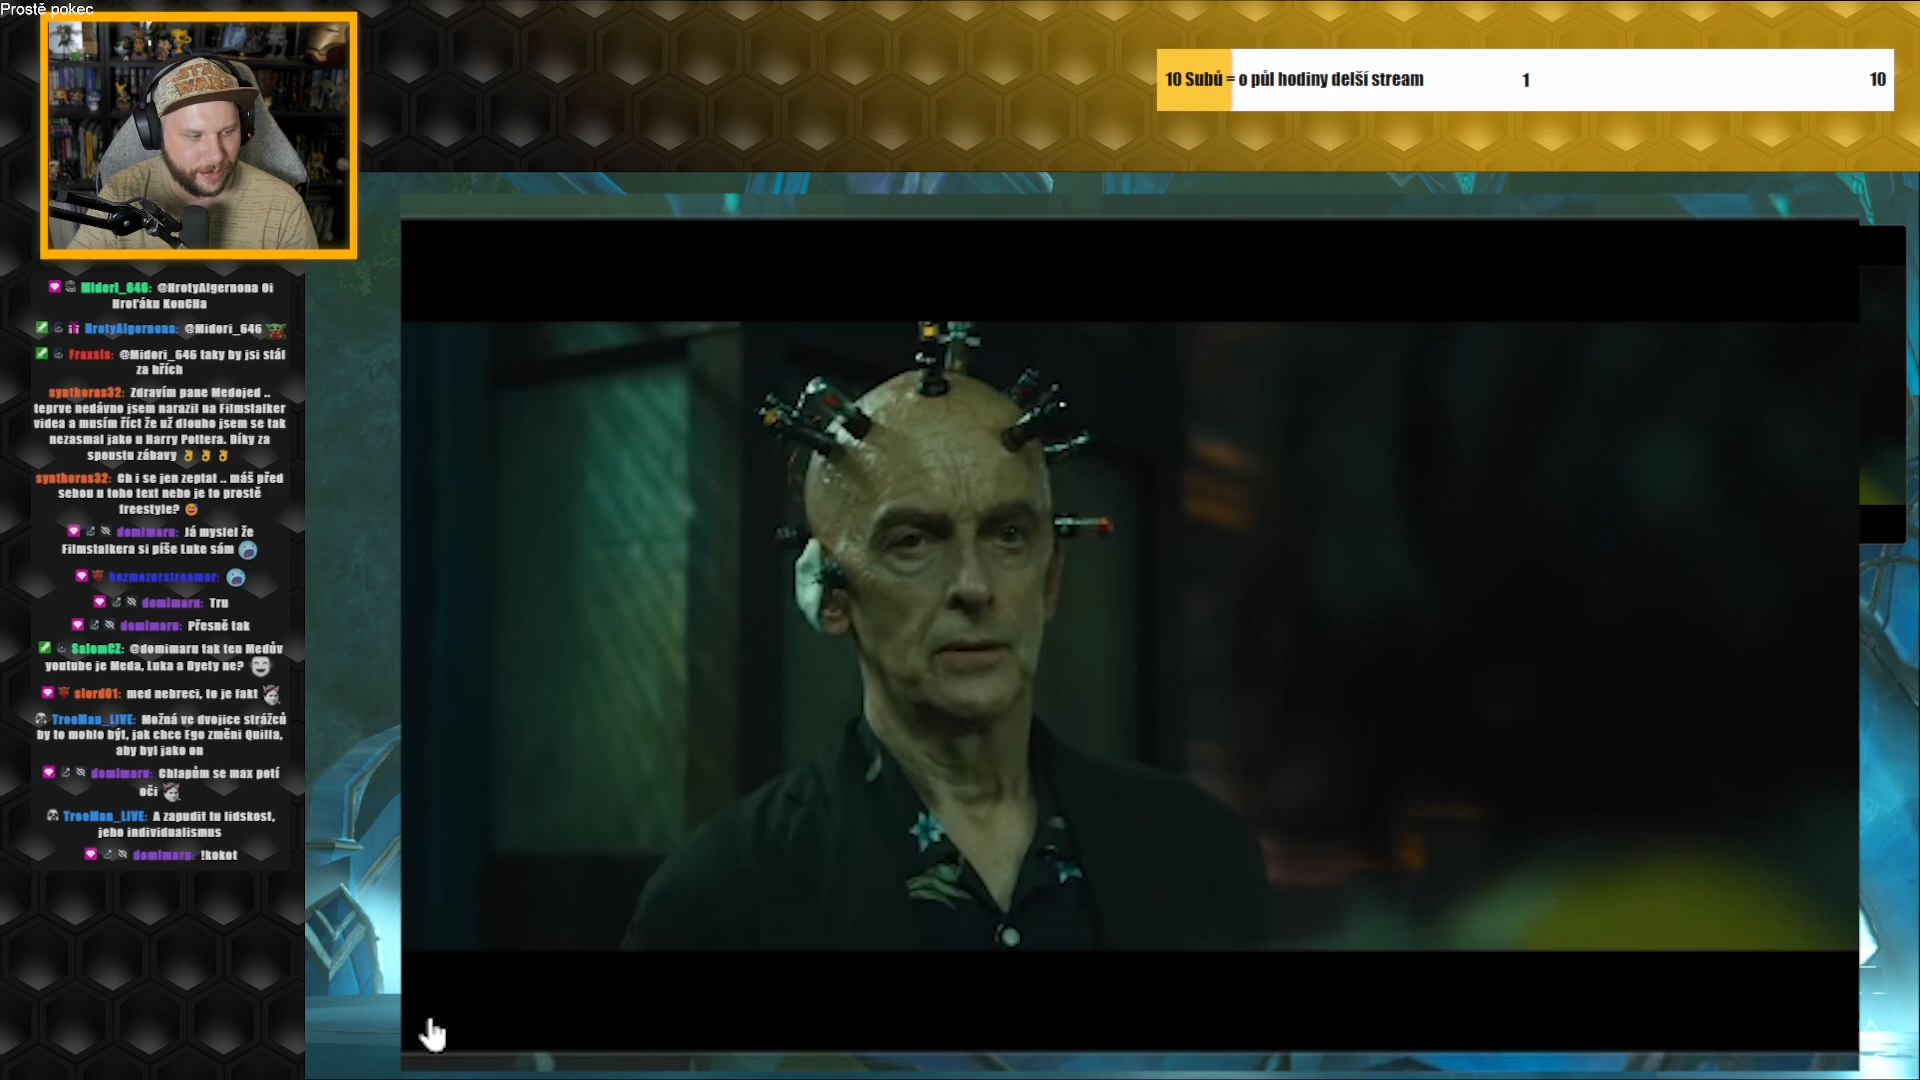 Prostě pokec
STAR
WARS
10 Subů = o půl hodiny delší stream
1
10
Midori_646: @HrotyAlgernona Oi
Hroťáku KonCHa
HrotyAlgernona: @Midori_646
Fraxsis: @Midori_646 taky by jsi stál
za hřích
synthoras32: Zdravím pane Medojed ..
teprve nedávno jsem narazil na Filmstalker
videa a musím říct že už dlouho jsem se tak
nezasmal jako u Harry Pottera. Díky za
spoustu zábavy 👌 👌 👌
synthoras32: Ch i se jen zeptat .. máš před
sebou u toho text nebo je to prostě
freestyle? 😅
domimaru: Já myslel že
Filmstalkera si píše Luke sám
bezmozorstreamer:
domimaru: Tru
domimaru: Přesně tak
SalomCZ: @domimaru tak ten Medův
youtube je Meda, Luka a Dyety ne?
slord01: med nebreci, to je fakt
TreeMan_LIVE: Možná ve dvojice strážců
by to mohlo být, jak chce Ego změni Quilla,
aby byl jako on
domimaru: Chlapům se max potí
oči
TreeMan_LIVE: A zapudit tu lidskost,
jeho individualismus
domimaru: !kokot